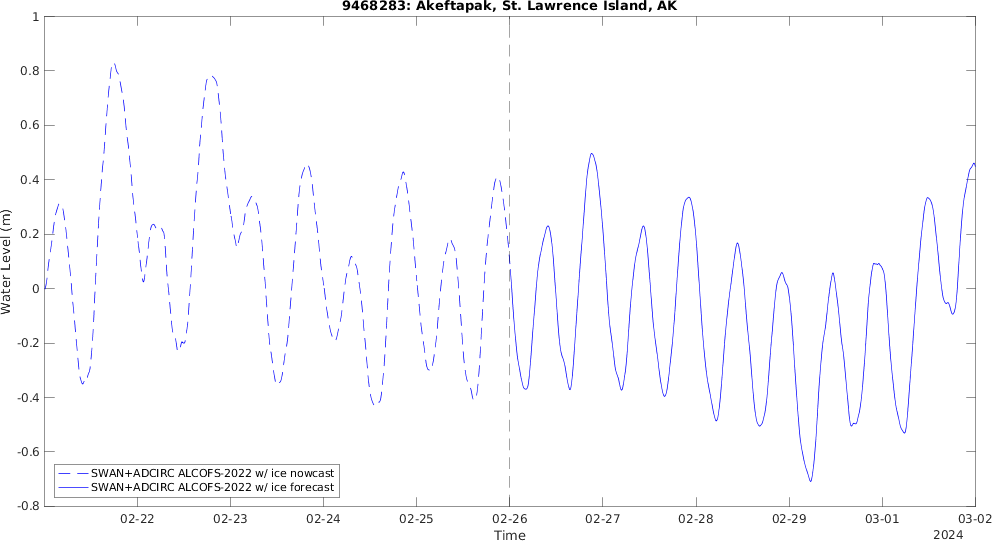 9468283: Akeftapak, St. Lawrence Island, AK
1
0.8
0.6
0.4
0.2
0
-0.2
-0.4
-0.6
-0.8
Water Level (m)
SWAN+ADCIRC ALCOFS-2022 w/ ice nowcast
SWAN+ADCIRC ALCOFS-2022 w/ ice forecast
02-22 02-23 02-24 02-25 02-26 02-27 02-28 02-29 03-01 03-02
Time
2024